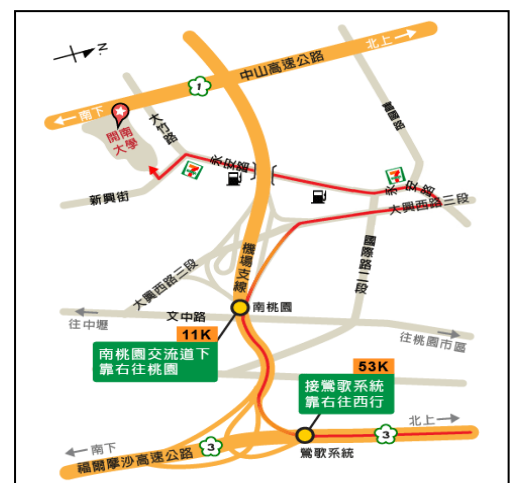 N
北上
中山高速公路
1
南下
開南
大學
大竹路
永安路
7
7
永安路
新興街
大興西路三段
大興西路三段
國際路二段
機場支線
南桃園
文中路
往中壢
往桃園市區
11K
南桃園交流道下
靠右往桃園
53K
接鶯歌系統
靠右往西行
北上
3
南下
3
福爾摩沙高速公路
鶯歌系統